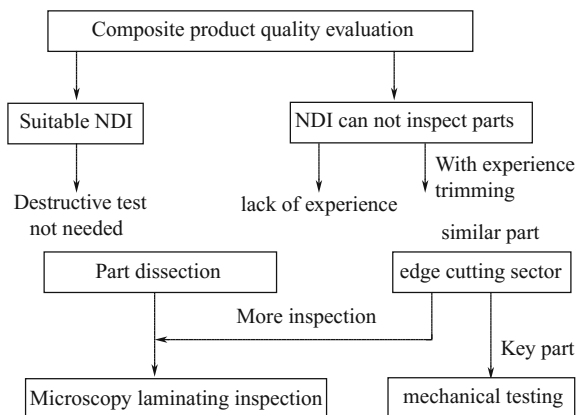 Composite product quality evaluation
Suitable NDI
NDI can not inspect parts
With experience
trimming
Destructive test
not needed
lack of experience
similar part
Part dissection
edge cutting sector
More inspection
Key part
Microscopy laminating inspection
mechanical testing